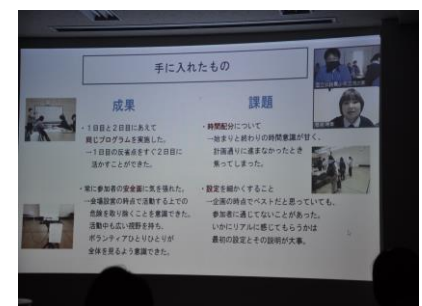 手に入れたもの
成果
・1日目と2日目にあえて
同じプログラムを実施した。
→1日目の反省点をすぐ2日目に
活かすことができた。
・常に参加者の安全面に気を張れた。
→会場設営の時点で活動する上での
危険を取り除くことを意識できた。
活動中も広い視野を持ち、
ボランティアひとりひとりが
全体を見るよう意識できた。
課題
・時間配分について
→始まりと終わりの時間意識が甘く、
計画通りに進まなかったとき
焦ってしまった。
・設定を細かくすること
→企画の時点でベストだと思っていても、
参加者に通じてないことがあった。
いかにリアルに感じてもらうかは
最初の設定とその説明が大事。